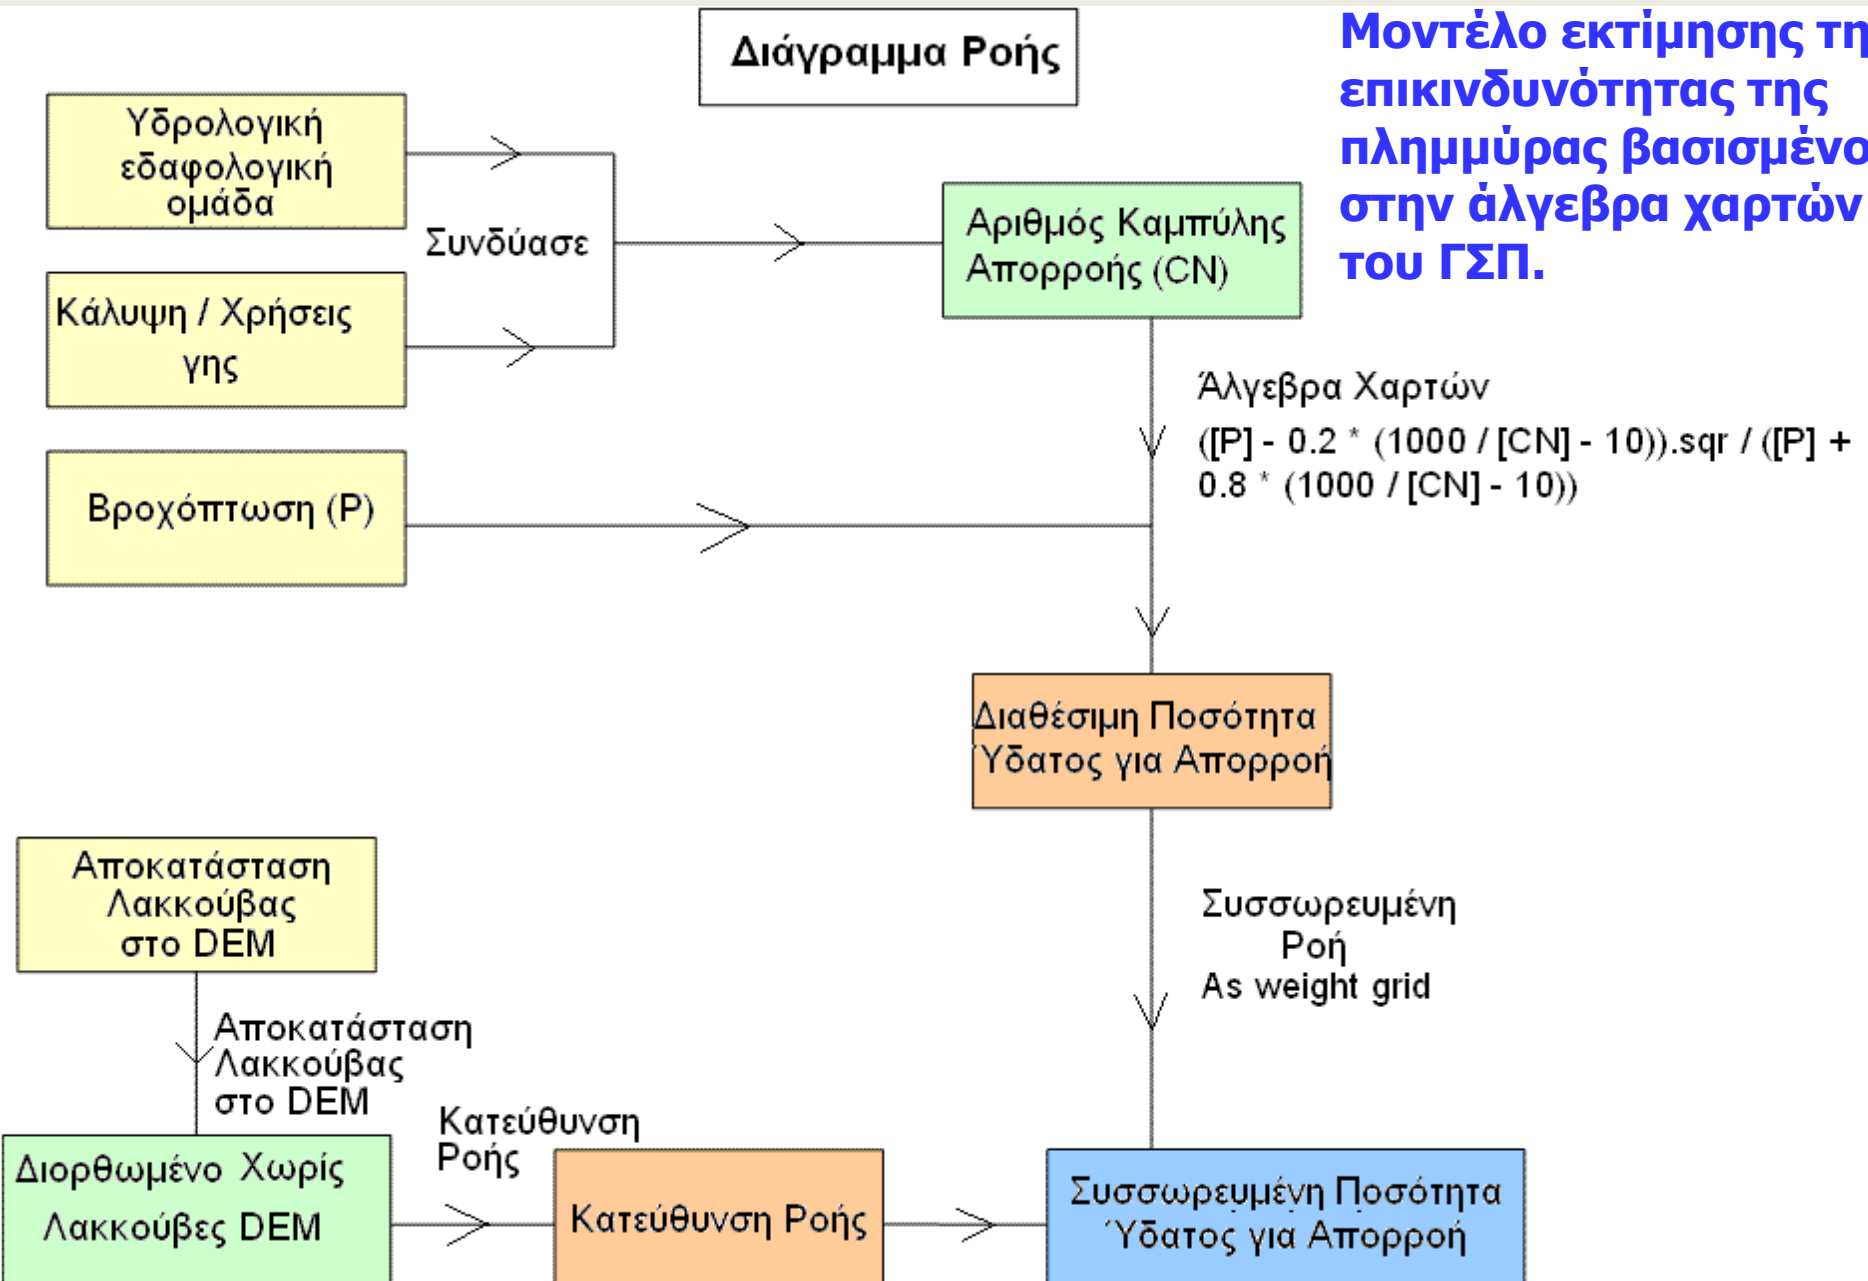 Διάγραμμα Ροής
Μοντέλο εκτίμησης
επικινδυνότητας της
πλημμύρας βασισμένο
στην άλγεβρα χαρτών
του ΓΣΠ.
Υδρολογική
εδαφολογική
ομάδα
Συνδύασε
Κάλυψη / Χρήσεις
γης
Αριθμός Καμπύλης
Απορροής (CN)
Άλγεβρα Χαρτών
([P] - 0.2 * (1000 / [CN] - 10)).sqr / ([P] +
0.8 * (1000 / [CN] - 10))
Βροχόπτωση (P)
Διαθέσιμη Ποσότητα
Ύδατος για Απορροή
Συσσωρευμένη
Ροή
As weight grid
Αποκατάσταση
Λακκούβας
στο DEM
Αποκατάσταση
Λακκούβας
στο DEM
Διορθωμένο Χωρίς
Λακκούβες DEM
Κατεύθυνση
Ροής
Κατεύθυνση Ροής
Συσσωρευμένη Ποσότητα
Ύδατος για Απορροή